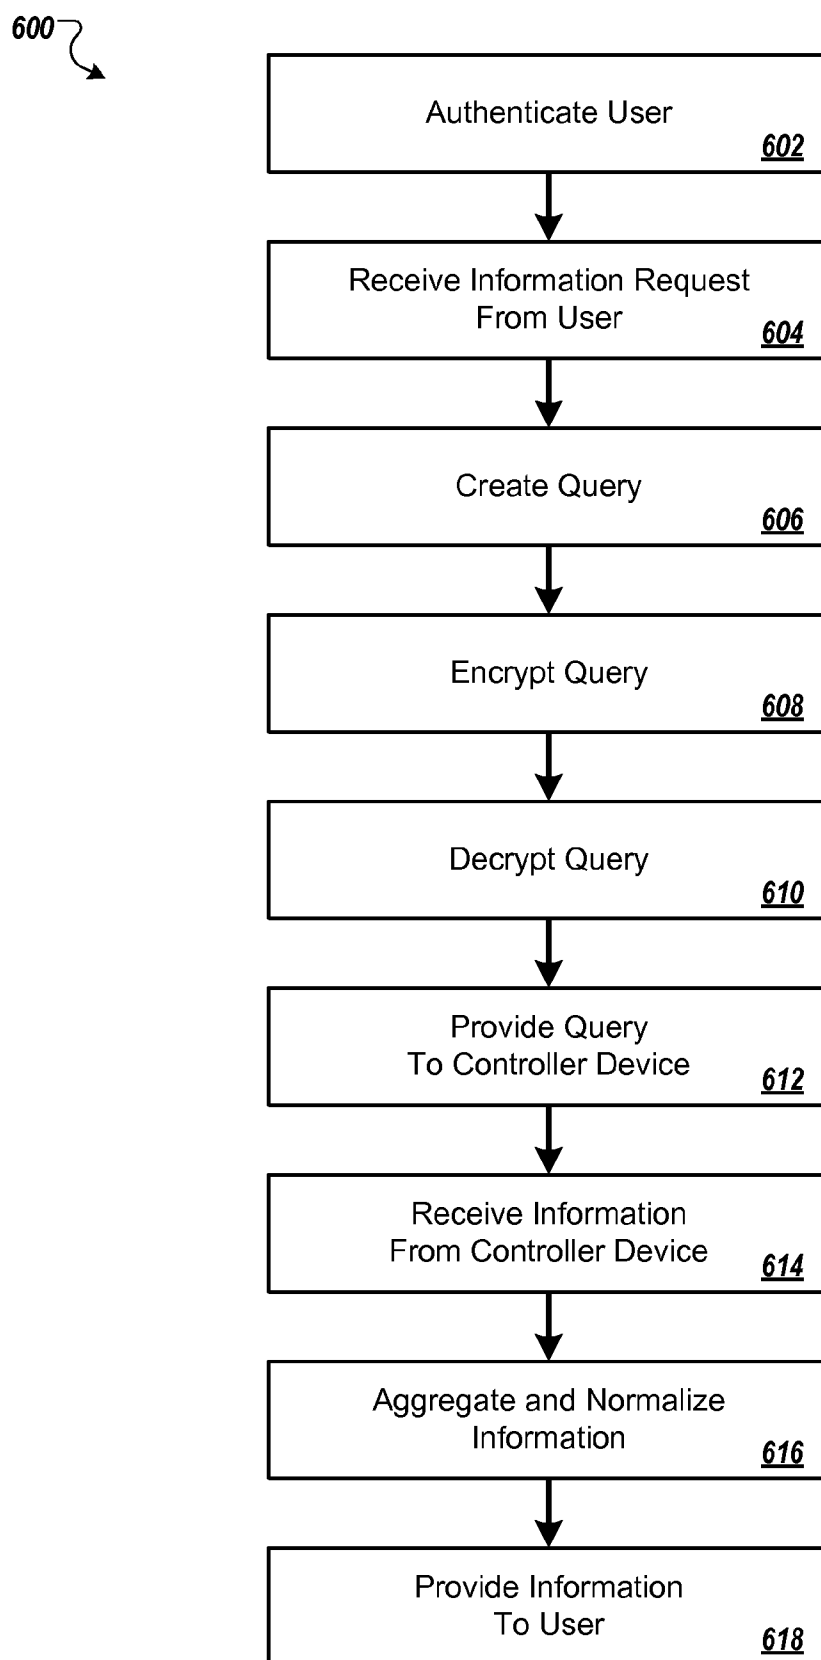 600
Authenticate User
602
Receive Information Request
From User
604
Create Query
606
Encrypt Query
608
Decrypt Query
610
Provide Query
To Controller Device
612
Receive Information
From Controller Device
614
Aggregate and Normalize
Information
616
Provide Information
To User
618